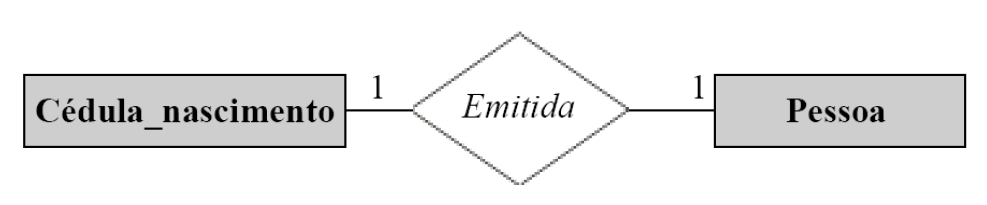 1 1
Cédula_nascimento Emitida Pessoa